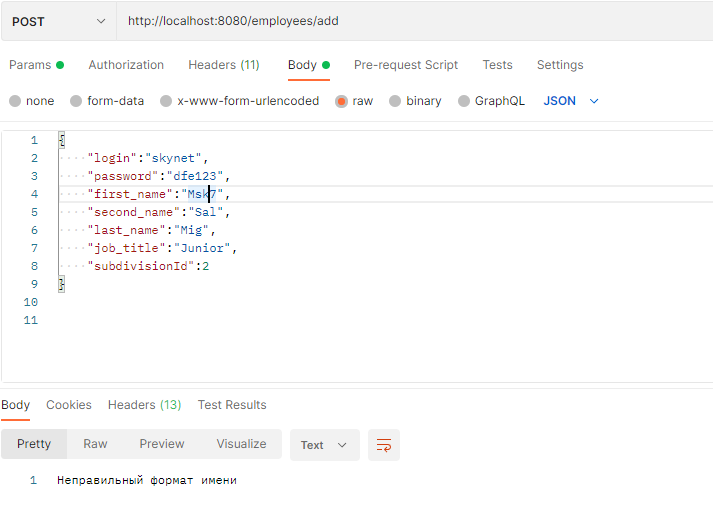 POST http://localhost:8080/employees/add
Params Authorization Headers (11) Body Pre-request Script Tests Settings
none form-data x-www-form-urlencoded raw binary GraphQL JSON
1 {
2 ····"login":"skynet",
3 ····"password":"dfe123",
4 ····"first_name":"Msk7",
5 ····"second_name":"Sal",
6 ····"last_name":"Mig",
7 ····"job_title":"Junior",
8 ····"subdivisionId":2
9 }
10
11
Body Cookies Headers (13) Test Results
Pretty Raw Preview Visualize Text
1 Неправильный формат имени